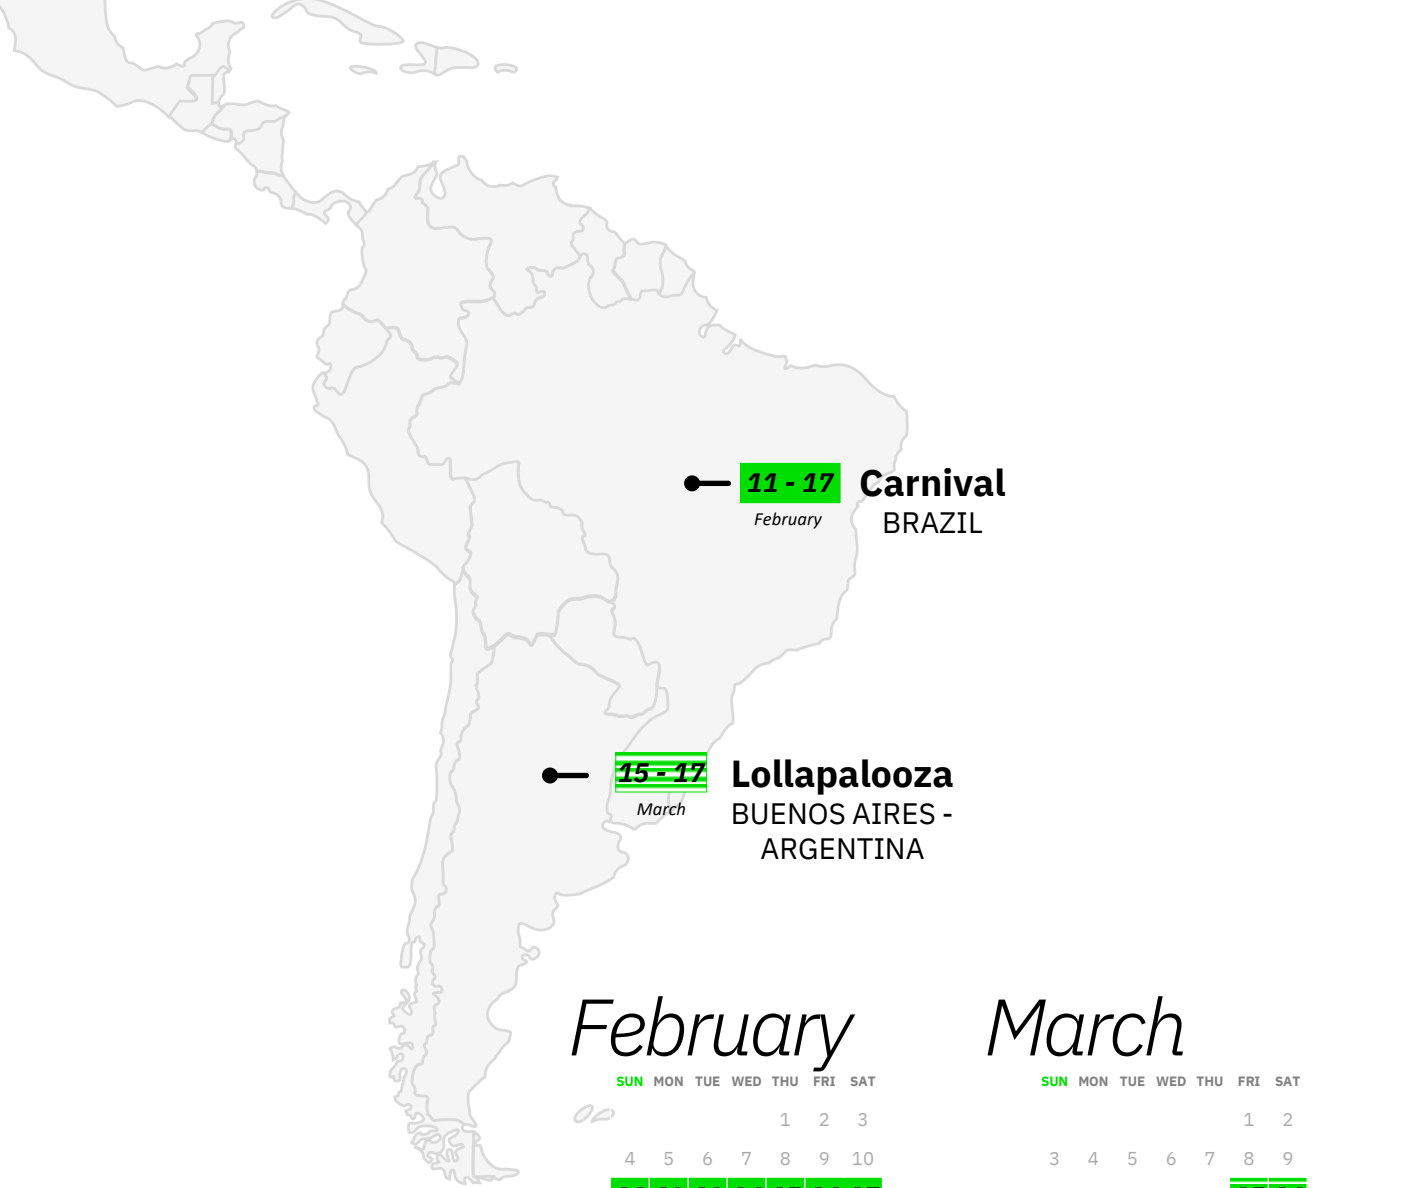 11 - 17
February
Carnival
BRAZIL
15 - 17
March
Lollapalooza
BUENOS AIRES -
ARGENTINA
February
SUN MON TUE WED THU FRI SAT
1 2 3
4 5 6 7 8 9 10
March
SUN MON TUE WED THU FRI SAT
1 2
3 4 5 6 7 8 9